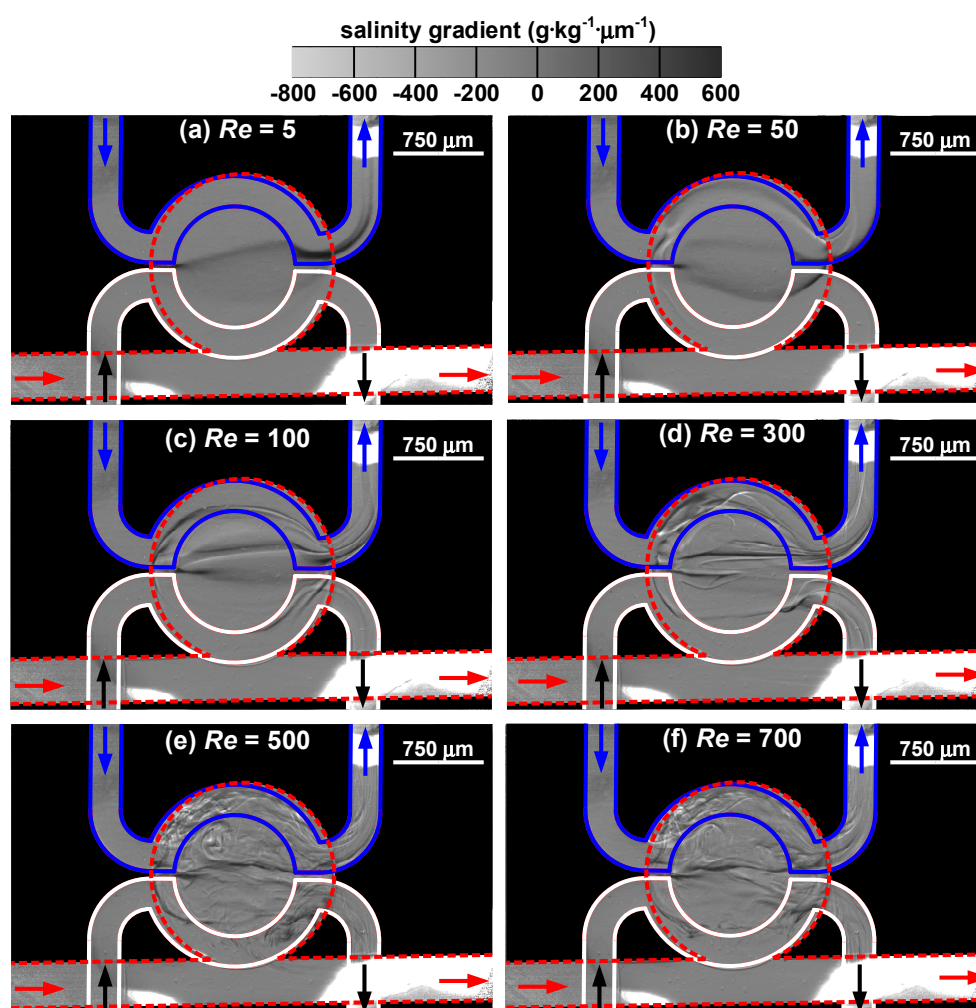 salinity gradient (g·kg⁻¹·μm⁻¹)
-800 -600 -400 -200 0 200 400 600
(a) Re = 5
750 μm
(b) Re = 50
750 μm
(c) Re = 100
750 μm
(d) Re = 300
750 μm
(e) Re = 500
750 μm
(f) Re = 700
750 μm